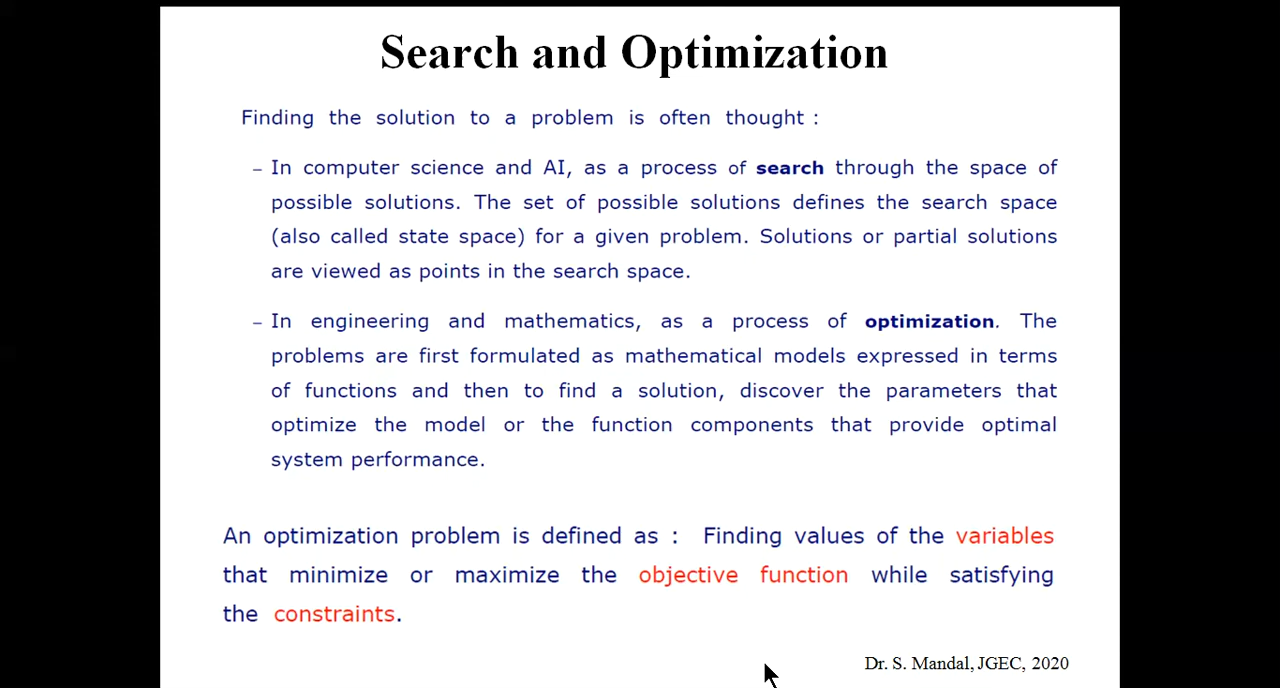 Search and Optimization
Finding the solution to a problem is often thought :
– In computer science and AI, as a process of search through the space of
possible solutions. The set of possible solutions defines the search space
(also called state space) for a given problem. Solutions or partial solutions
are viewed as points in the search space.
– In engineering and mathematics, as a process of optimization. The
problems are first formulated as mathematical models expressed in terms
of functions and then to find a solution, discover the parameters that
optimize the model or the function components that provide optimal
system performance.
An optimization problem is defined as : Finding values of the variables
that minimize or maximize the objective function while satisfying
the constraints.
Dr. S. Mandal, JGEC, 2020